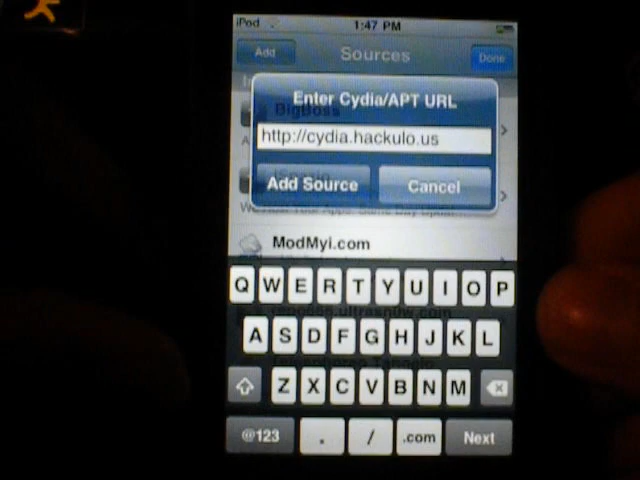 iPod 1:47 PM
Add Sources Done
Enter Cydia/APT URL
BigBoss
http://cydia.hackulo.us
Add Source Cancel
ModMyi.com
Q W E R T Y U I O P
A S D F G H J K L
Z X C V B N M
@123 . / .com Next